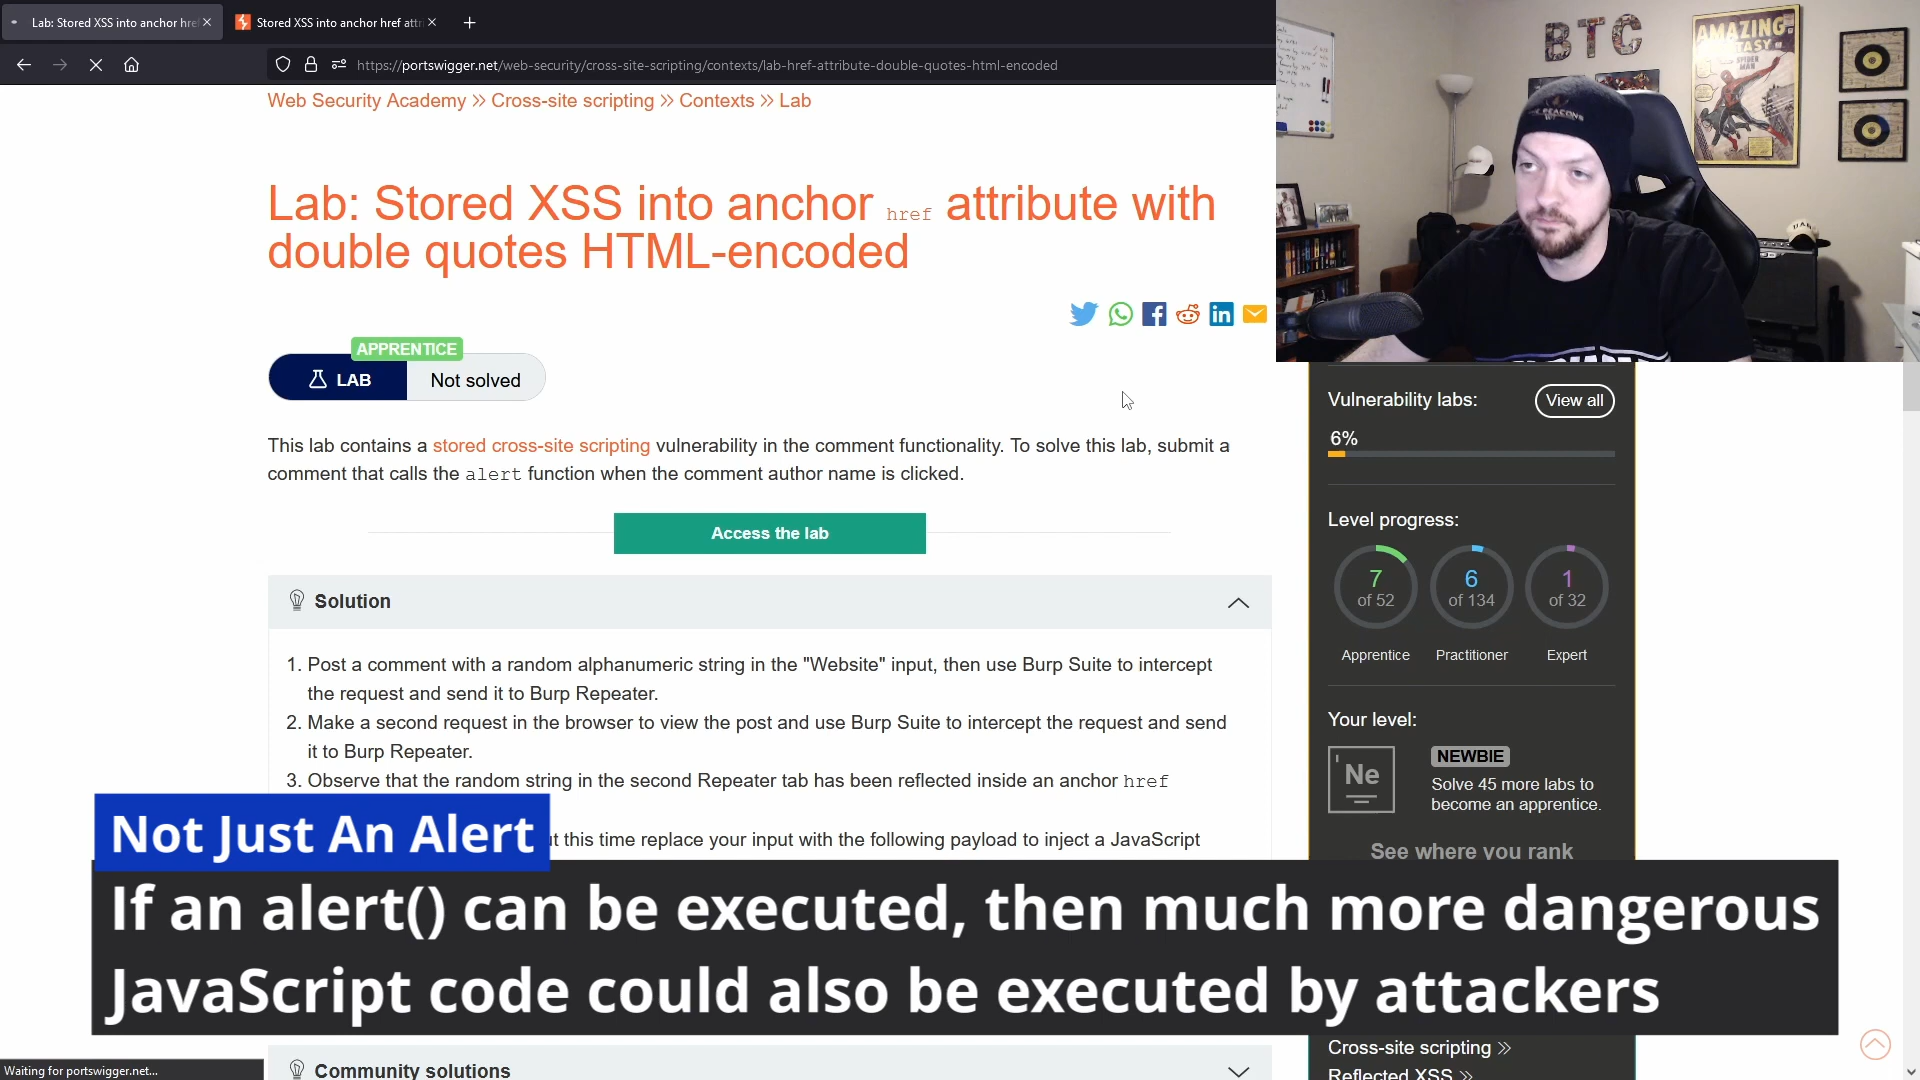 Lab: Stored XSS into anchor hre
Stored XSS into anchor href attr
https://portswigger.net/web-security/cross-site-scripting/contexts/lab-href-attribute-double-quotes-html-encoded
Web Security Academy » Cross-site scripting » Contexts » Lab
Lab: Stored XSS into anchor href attribute with
double quotes HTML-encoded
APPRENTICE
LAB Not solved
This lab contains a stored cross-site scripting vulnerability in the comment functionality. To solve this lab, submit a
comment that calls the alert function when the comment author name is clicked.
Access the lab
Solution
1. Post a comment with a random alphanumeric string in the "Website" input, then use Burp Suite to intercept
the request and send it to Burp Repeater.
2. Make a second request in the browser to view the post and use Burp Suite to intercept the request and send
it to Burp Repeater.
3. Observe that the random string in the second Repeater tab has been reflected inside an anchor href
this time replace your input with the following payload to inject a JavaScript
Not Just An Alert
If an alert() can be executed, then much more dangerous
JavaScript code could also be executed by attackers
Community solutions
Waiting for portswigger.net...
BTC
AMAZING
FANTASY
Vulnerability labs: View all
6%
Level progress:
7 of 52
6 of 134
1 of 32
Apprentice Practitioner Expert
Your level:
Ne
NEWBIE
Solve 45 more labs to
become an apprentice.
See where you rank
Cross-site scripting »
Reflected XSS »